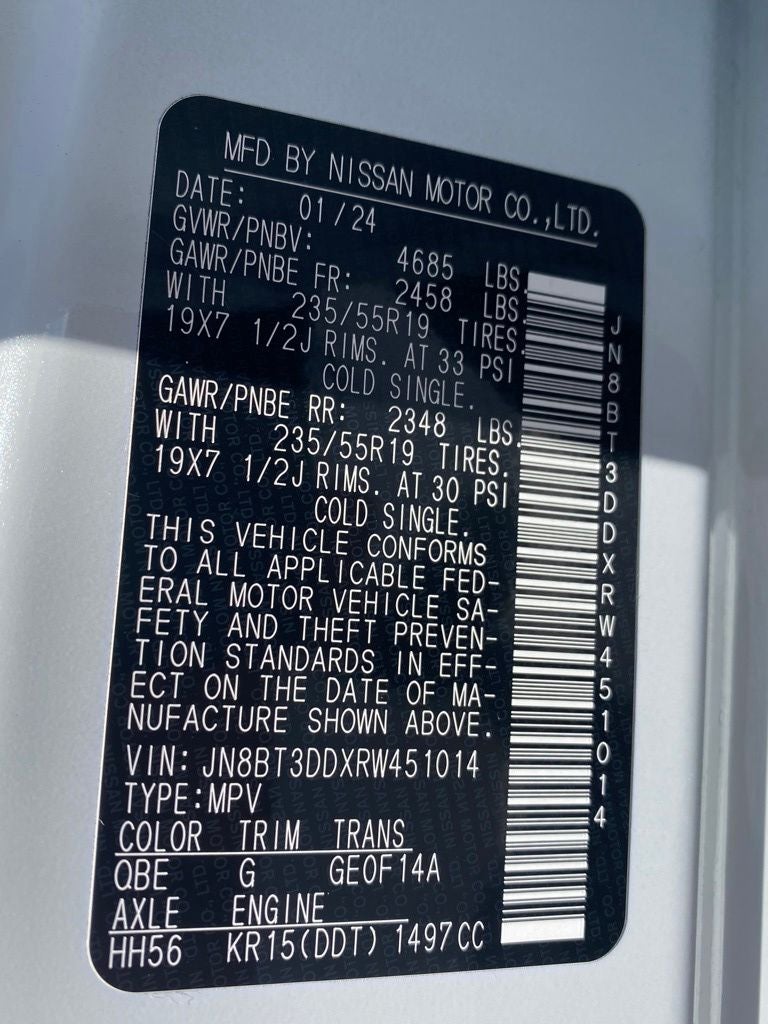 MFD BY NISSAN MOTOR CO.,LTD.
DATE: 01/24
GVWR/PNBV: 4685 LBS
GAWR/PNBE FR: 2458 LBS
WITH 235/55R19 TIRES.
19X7 1/2J RIMS. AT 33 PSI
COLD SINGLE.
GAWR/PNBE RR: 2348 LBS.
WITH 235/55R19 TIRES.
19X7 1/2J RIMS. AT 30 PSI
COLD SINGLE.
THIS VEHICLE CONFORMS
TO ALL APPLICABLE FED-
ERAL MOTOR VEHICLE SA-
FETY AND THEFT PREVEN-
TION STANDARDS IN EFF-
ECT ON THE DATE OF MA-
NUFACTURE SHOWN ABOVE.
VIN: JN8BT3DDXRW451014
TYPE:MPV
COLOR TRIM TRANS
QBE G GE0F14A
AXLE ENGINE
HH56 KR15(DDT) 1497CC
JN8BT3DDXRW451014